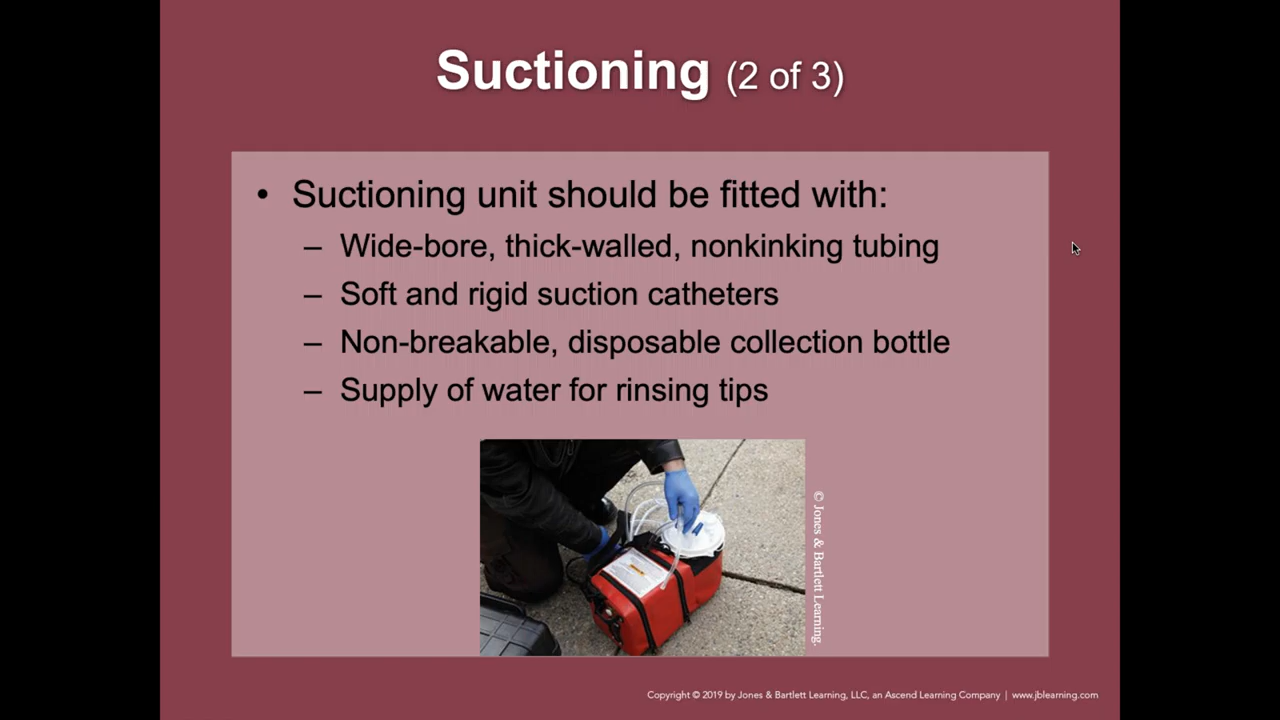 Suctioning (2 of 3)
• Suctioning unit should be fitted with:
– Wide-bore, thick-walled, nonkinking tubing
– Soft and rigid suction catheters
– Non-breakable, disposable collection bottle
– Supply of water for rinsing tips
© Jones & Bartlett Learning.
Copyright © 2019 by Jones & Bartlett Learning, LLC, an Ascend Learning Company | www.jblearning.com